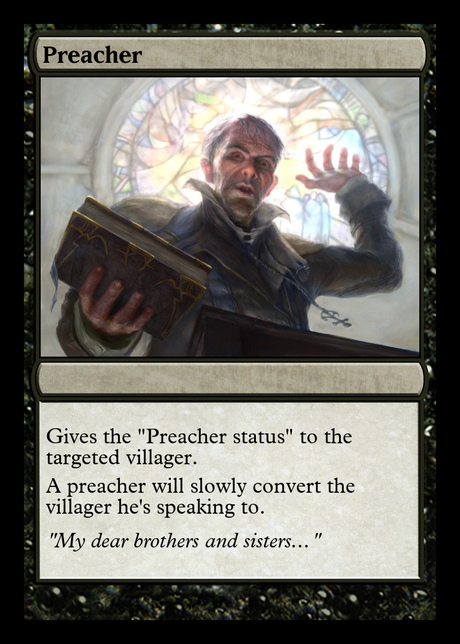 Preacher
Gives the "Preacher status" to the
targeted villager.
A preacher will slowly convert the
villager he's speaking to.
"My dear brothers and sisters… "